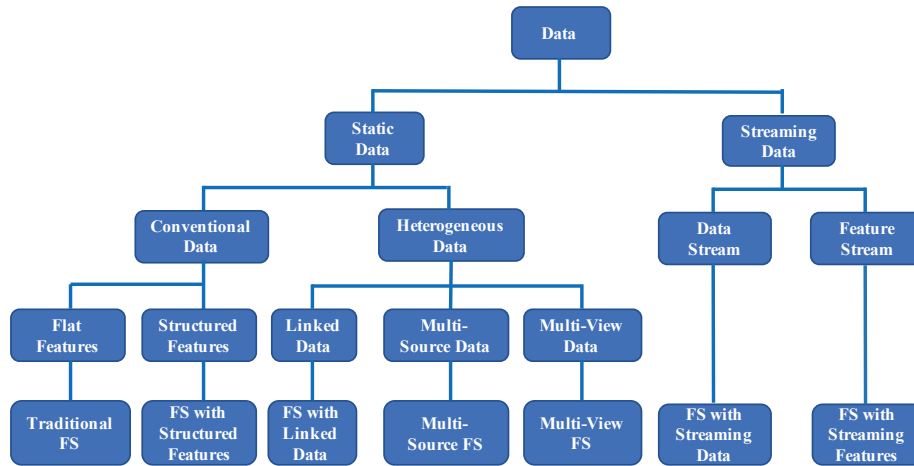 Data
Static
Data
Streaming
Data
Conventional
Data
Heterogeneous
Data
Data
Stream
Feature
Stream
Flat
Features
Structured
Features
Linked
Data
Multi-
Source Data
Multi-View
Data
Traditional
FS
FS with
Structured
Features
FS with
Linked
Data
Multi-
Source FS
Multi-View
FS
FS with
Streaming Data
FS with
Streaming
Features